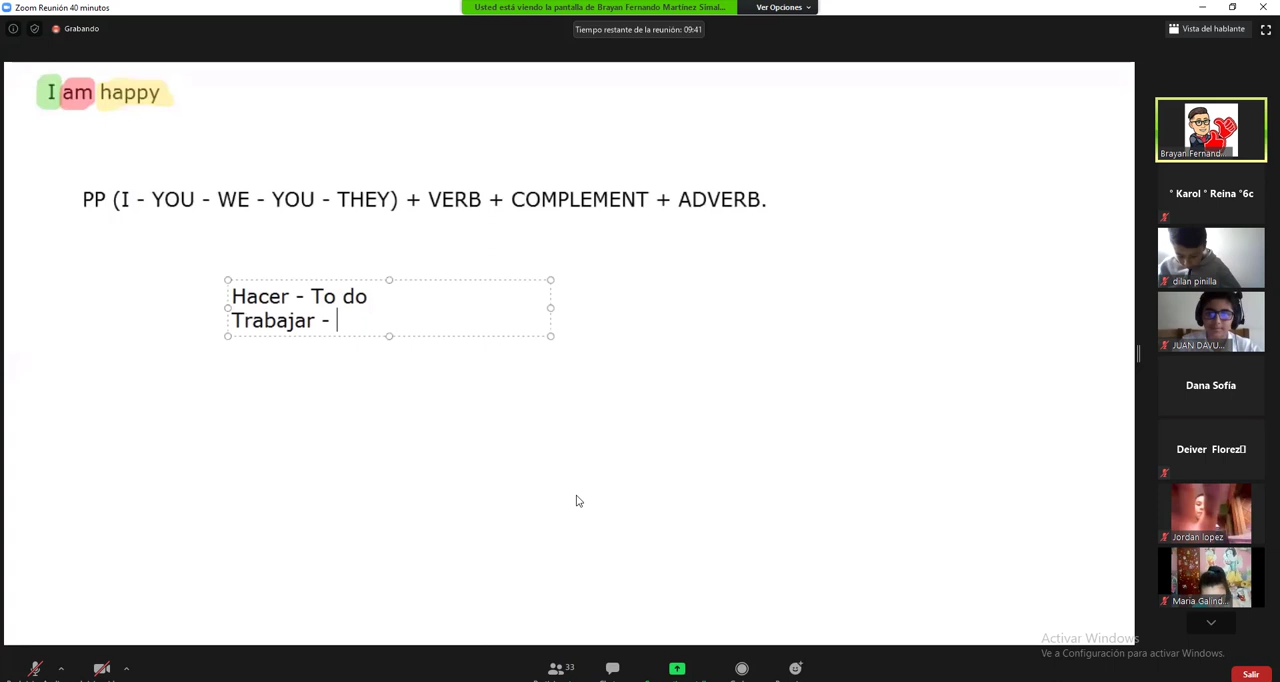 Zoom Reunión 40 minutos
Usted está viendo la pantalla de Brayan Fernando Martinez Simal...
Ver Opciones
Grabando
Tiempo restante de la reunión: 09:41
Vista del hablante
I am happy
PP (I - YOU - WE - YOU - THEY) + VERB + COMPLEMENT + ADVERB.
Hacer - To do
Trabajar -
Brayan Fernand...
° Karol ° Reina °6c
dilan pinilla
JUAN DAVU...
Dana Sofía
Deiver Florez[]
Jordan lopez
Maria Galind...
Activar Windows
Ve a Configuración para activar Windows.
33
Salir